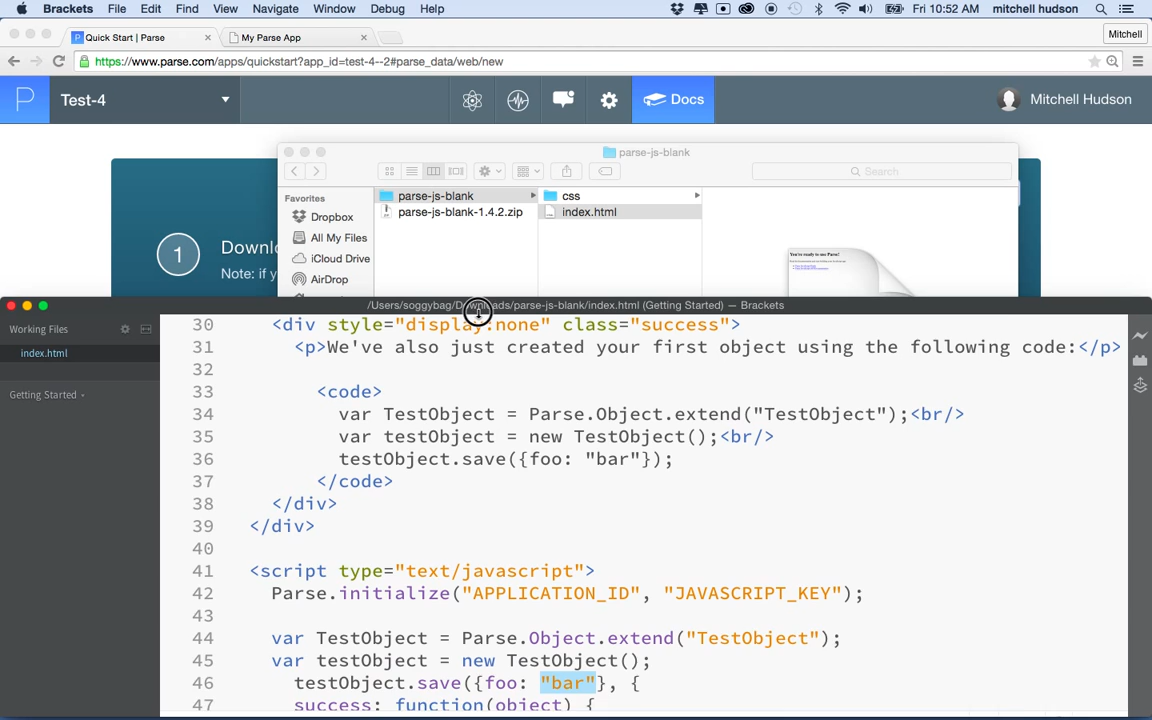 Brackets File Edit Find View Navigate Window Debug Help Fri 10:52 AM mitchell hudson
Quick Start | Parse × My Parse App × Mitchell
https://www.parse.com/apps/quickstart?app_id=test-4--2#parse_data/web/new
Test-4 Docs Mitchell Hudson
parse-js-blank
Search
Favorites
Dropbox
All My Files
iCloud Drive
AirDrop
parse-js-blank
parse-js-blank-1.4.2.zip
css
index.html
1
Downlo
Note: if y
/Users/soggybag/Downloads/parse-js-blank/index.html (Getting Started) — Brackets
Working Files
index.html
Getting Started
30 <div style="display:none" class="success">
31 <p>We've also just created your first object using the following code:</p>
32
33 <code>
34 var TestObject = Parse.Object.extend("TestObject");<br/>
35 var testObject = new TestObject();<br/>
36 testObject.save({foo: "bar"});
37 </code>
38 </div>
39 </div>
40
41 <script type="text/javascript">
42 Parse.initialize("APPLICATION_ID", "JAVASCRIPT_KEY");
43
44 var TestObject = Parse.Object.extend("TestObject");
45 var testObject = new TestObject();
46 testObject.save({foo: "bar"}, {
47 success: function(object) {